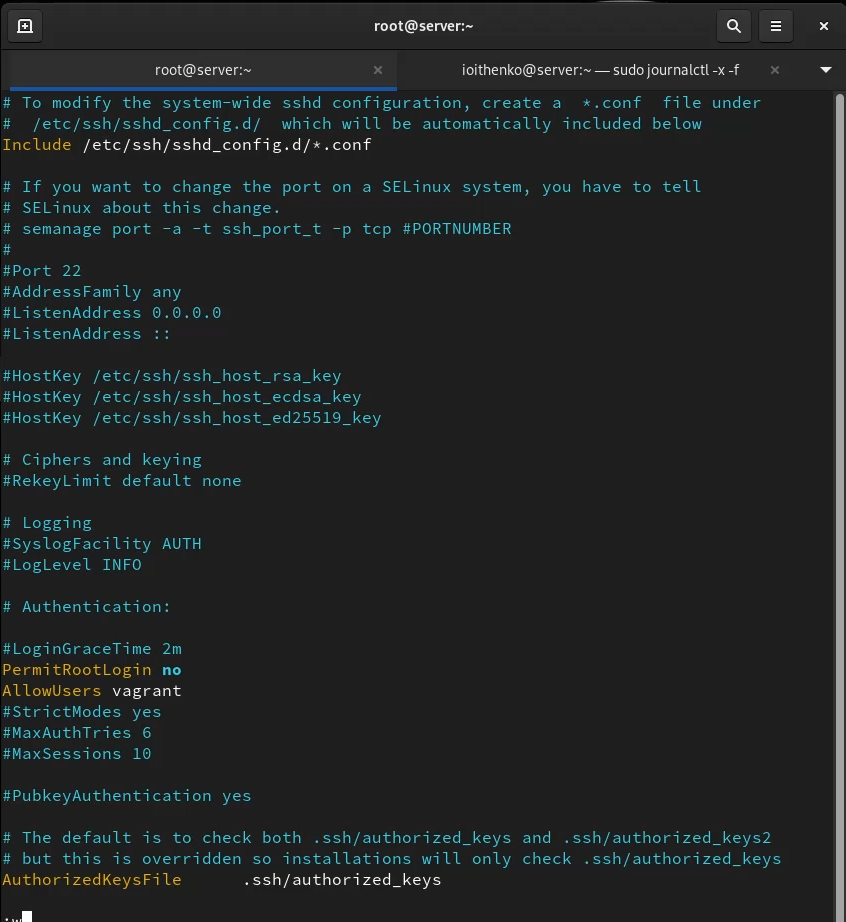 root@server:~
root@server:~
ioithenko@server:~ — sudo journalctl -x -f
# To modify the system-wide sshd configuration, create a  *.conf  file under
#  /etc/ssh/sshd_config.d/  which will be automatically included below
Include /etc/ssh/sshd_config.d/*.conf
# If you want to change the port on a SELinux system, you have to tell
# SELinux about this change.
# semanage port -a -t ssh_port_t -p tcp #PORTNUMBER
#
#Port 22
#AddressFamily any
#ListenAddress 0.0.0.0
#ListenAddress ::
#HostKey /etc/ssh/ssh_host_rsa_key
#HostKey /etc/ssh/ssh_host_ecdsa_key
#HostKey /etc/ssh/ssh_host_ed25519_key
# Ciphers and keying
#RekeyLimit default none
# Logging
#SyslogFacility AUTH
#LogLevel INFO
# Authentication:
#LoginGraceTime 2m
PermitRootLogin no
AllowUsers vagrant
#StrictModes yes
#MaxAuthTries 6
#MaxSessions 10
#PubkeyAuthentication yes
# The default is to check both .ssh/authorized_keys and .ssh/authorized_keys2
# but this is overridden so installations will only check .ssh/authorized_keys
AuthorizedKeysFile      .ssh/authorized_keys
:w